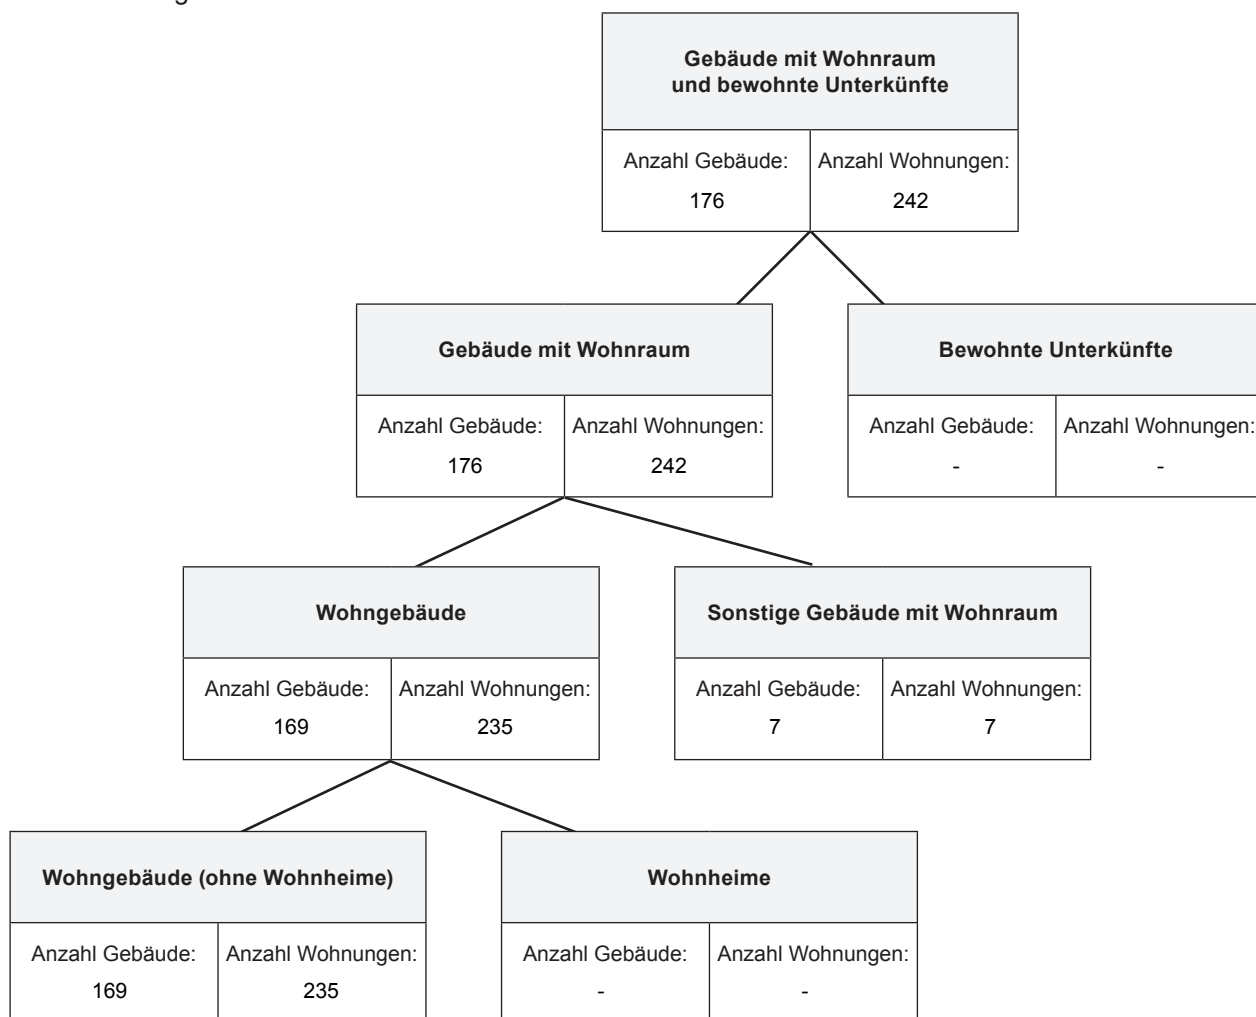 Gebäude mit Wohnraum
und bewohnte Unterkünfte
Anzahl Gebäude: Anzahl Wohnungen:
176 242
Gebäude mit Wohnraum
Anzahl Gebäude: Anzahl Wohnungen:
176 242
Bewohnte Unterkünfte
Anzahl Gebäude: Anzahl Wohnungen:
- -
Wohngebäude
Anzahl Gebäude: Anzahl Wohnungen:
169 235
Sonstige Gebäude mit Wohnraum
Anzahl Gebäude: Anzahl Wohnungen:
7 7
Wohngebäude (ohne Wohnheime)
Anzahl Gebäude: Anzahl Wohnungen:
169 235
Wohnheime
Anzahl Gebäude: Anzahl Wohnungen:
- -